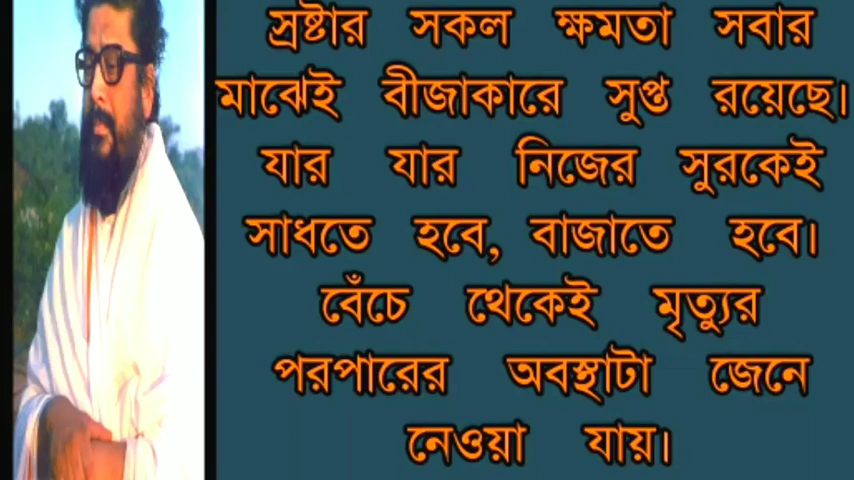 স্রষ্টার সকল ক্ষমতা সবার
মাঝেই বীজাকারে সুপ্ত রয়েছে।
যার যার নিজের সুরকেই
সাধতে হবে, বাজাতে হবে।
বেঁচে থেকেই মৃত্যুর
পরপারের অবস্থাটা জেনে
নেওয়া যায়।